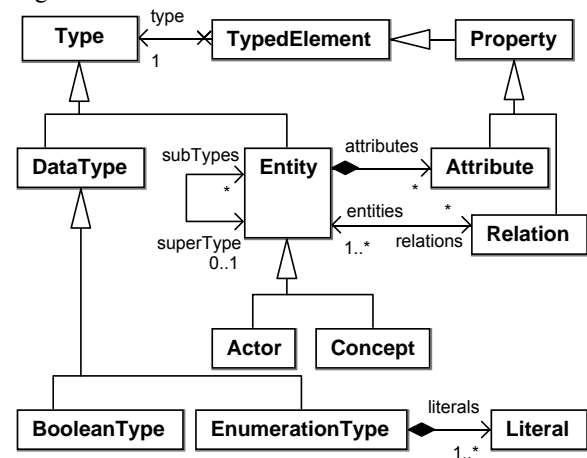 type
Type
TypedElement
Property
1
subTypes
Entity
attributes
DataType
Attribute
*
*
entities
*
superType
0..1
1..*
relations
Relation
Actor
Concept
literals
BooleanType
EnumerationType
Literal
1..*